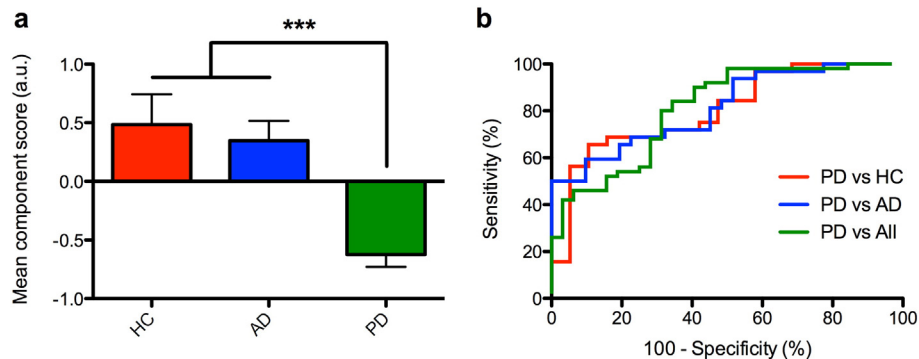 a
***
Mean component score (a.u.)
1.0
0.5
0.0
-0.5
-1.0
HC
AD
PD
b
Sensitivity (%)
100
80
60
40
20
0
PD vs HC
PD vs AD
PD vs All
0
20
40
60
80
100
100 - Specificity (%)